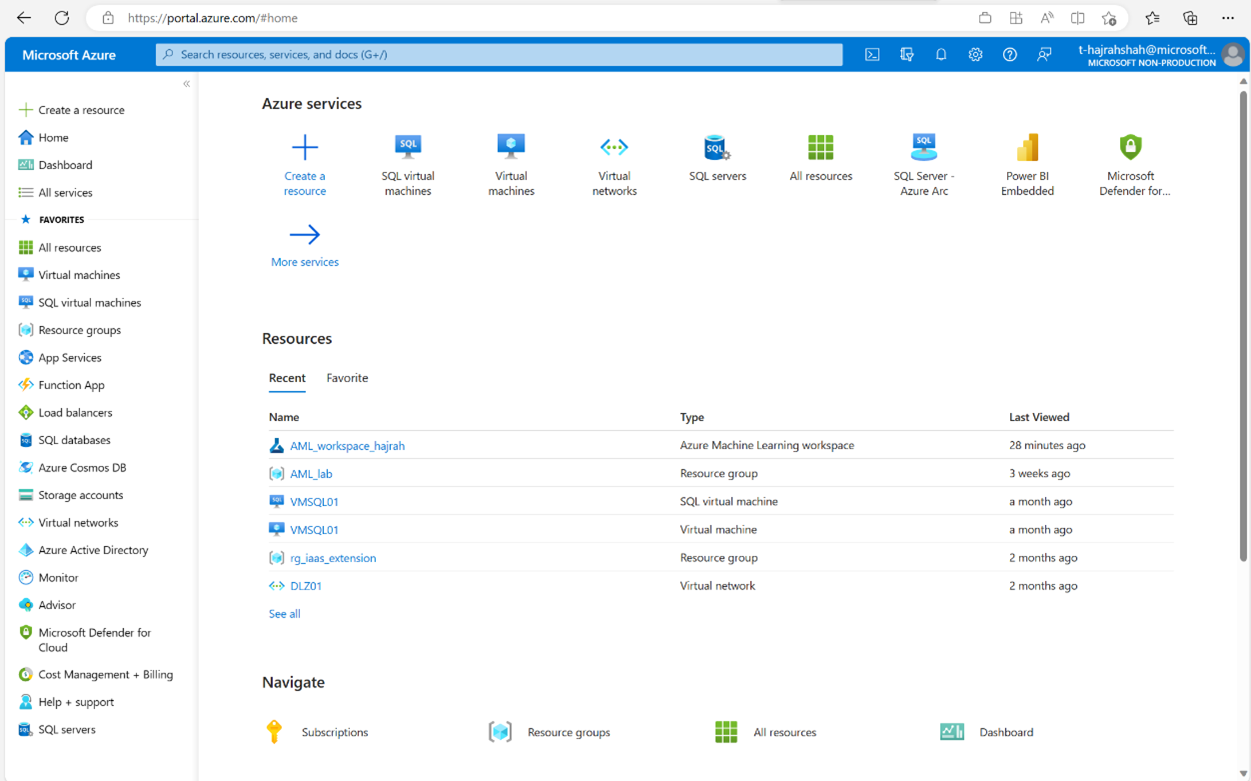 https://portal.azure.com/#home
Microsoft Azure
Search resources, services, and docs (G+/)
t-hajrahshah@microsoft...
MICROSOFT NON-PRODUCTION
Create a resource
Home
Dashboard
All services
FAVORITES
All resources
Virtual machines
SQL virtual machines
Resource groups
App Services
Function App
Load balancers
SQL databases
Azure Cosmos DB
Storage accounts
Virtual networks
Azure Active Directory
Monitor
Advisor
Microsoft Defender for
Cloud
Cost Management + Billing
Help + support
SQL servers
Azure services
Create a
resource
SQL virtual
machines
Virtual
machines
Virtual
networks
SQL servers
All resources
SQL Server -
Azure Arc
Power BI
Embedded
Microsoft
Defender for...
More services
Resources
Recent Favorite
Name Type Last Viewed
AML_workspace_hajrah Azure Machine Learning workspace 28 minutes ago
AML_lab Resource group 3 weeks ago
VMSQL01 SQL virtual machine a month ago
VMSQL01 Virtual machine a month ago
rg_iaas_extension Resource group 2 months ago
DLZ01 Virtual network 2 months ago
See all
Navigate
Subscriptions Resource groups All resources Dashboard